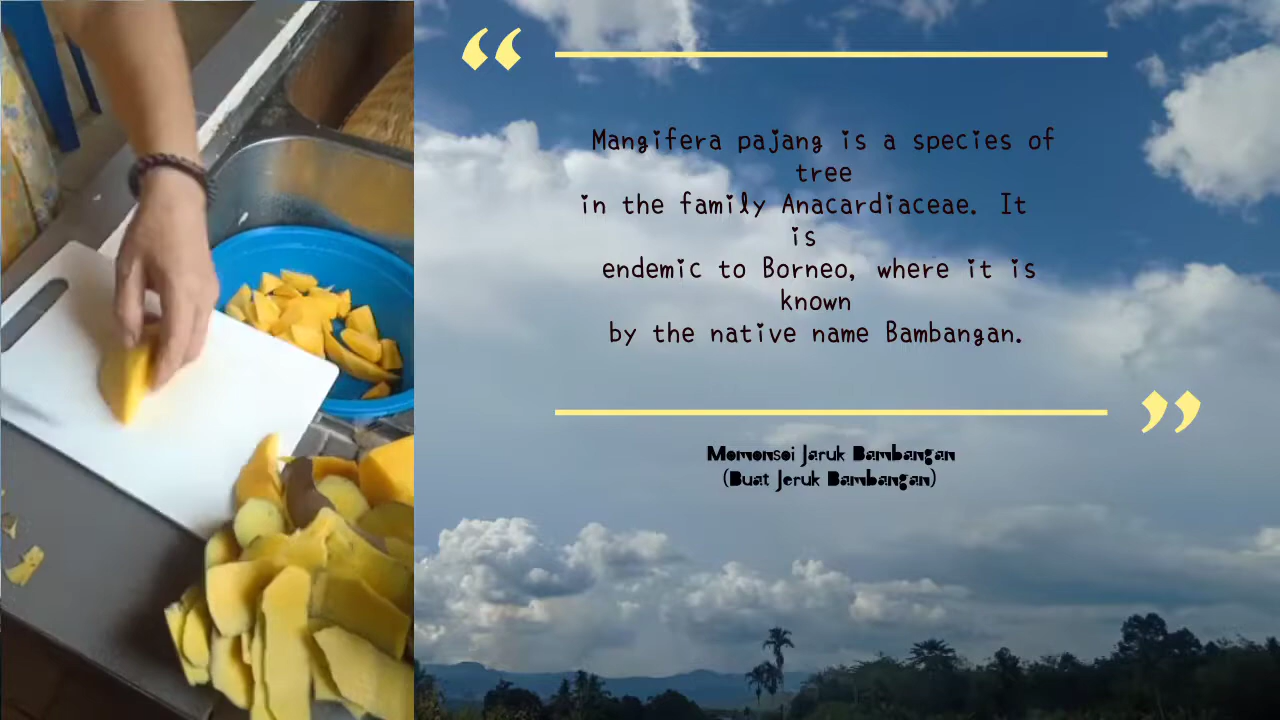 “
Mangifera pajang is a species of
tree
in the family Anacardiaceae. It
is
endemic to Borneo, where it is
known
by the native name Bambangan.
”
Momonsoi Jaruk Bambangan
(Buat Jeruk Bambangan)